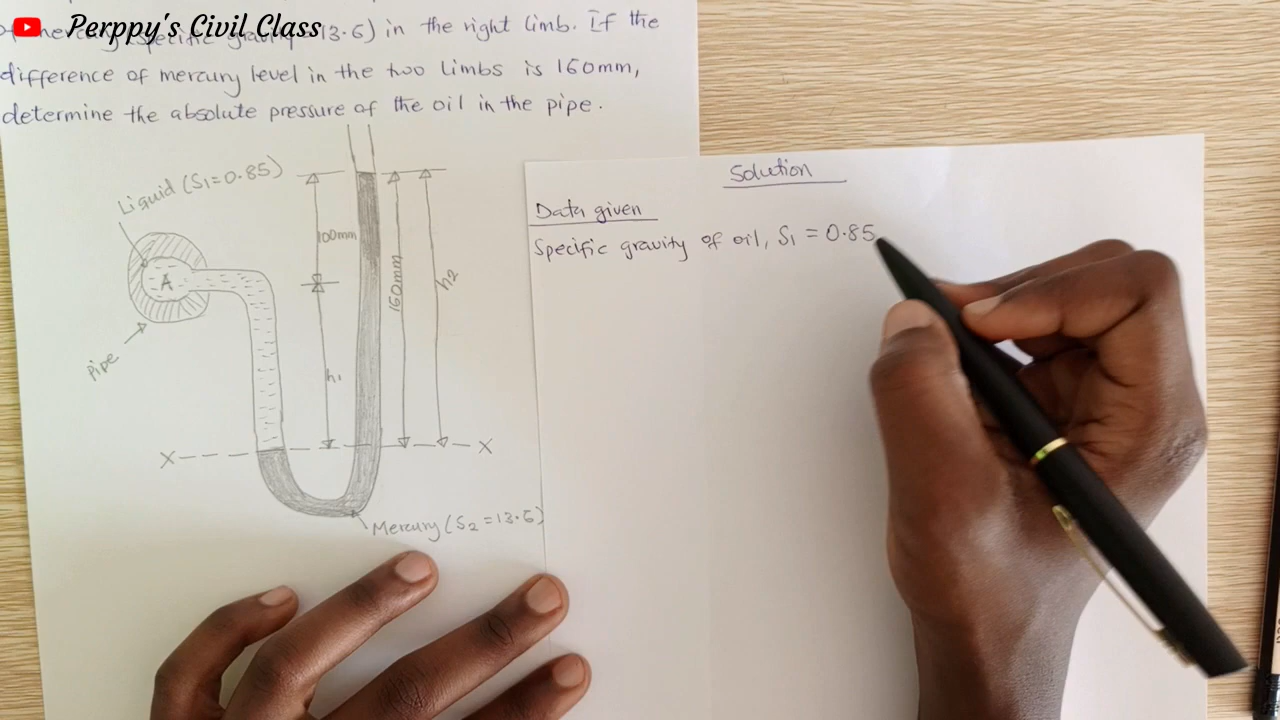 Perppy's Civil Class
13.6) in the right limb. If the
difference of mercury level in the two limbs is 160mm,
determine the absolute pressure of the oil in the pipe.
Liquid (S1=0.85)
100mm
160mm
h2
A
h1
pipe
X
X
Mercury (S2=13.6)
Solution
Data given
Specific gravity of oil, S1 = 0.85